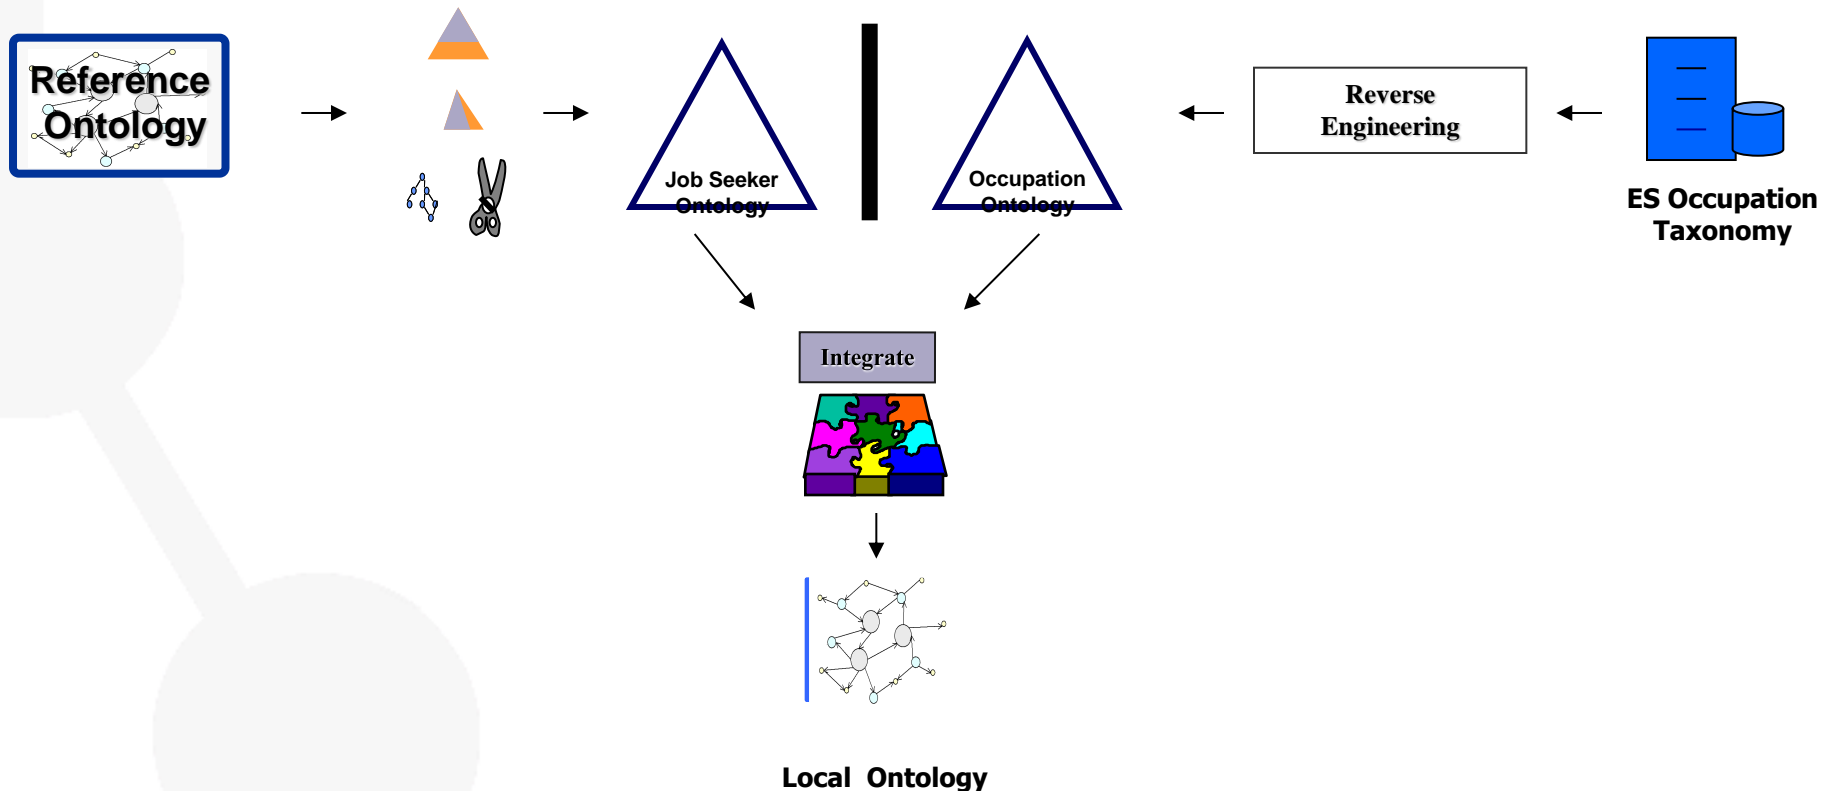 Reference
Ontology
Job Seeker
Ontology
Occupation
Ontology
Reverse
Engineering
ES Occupation
Taxonomy
Integrate
Local Ontology